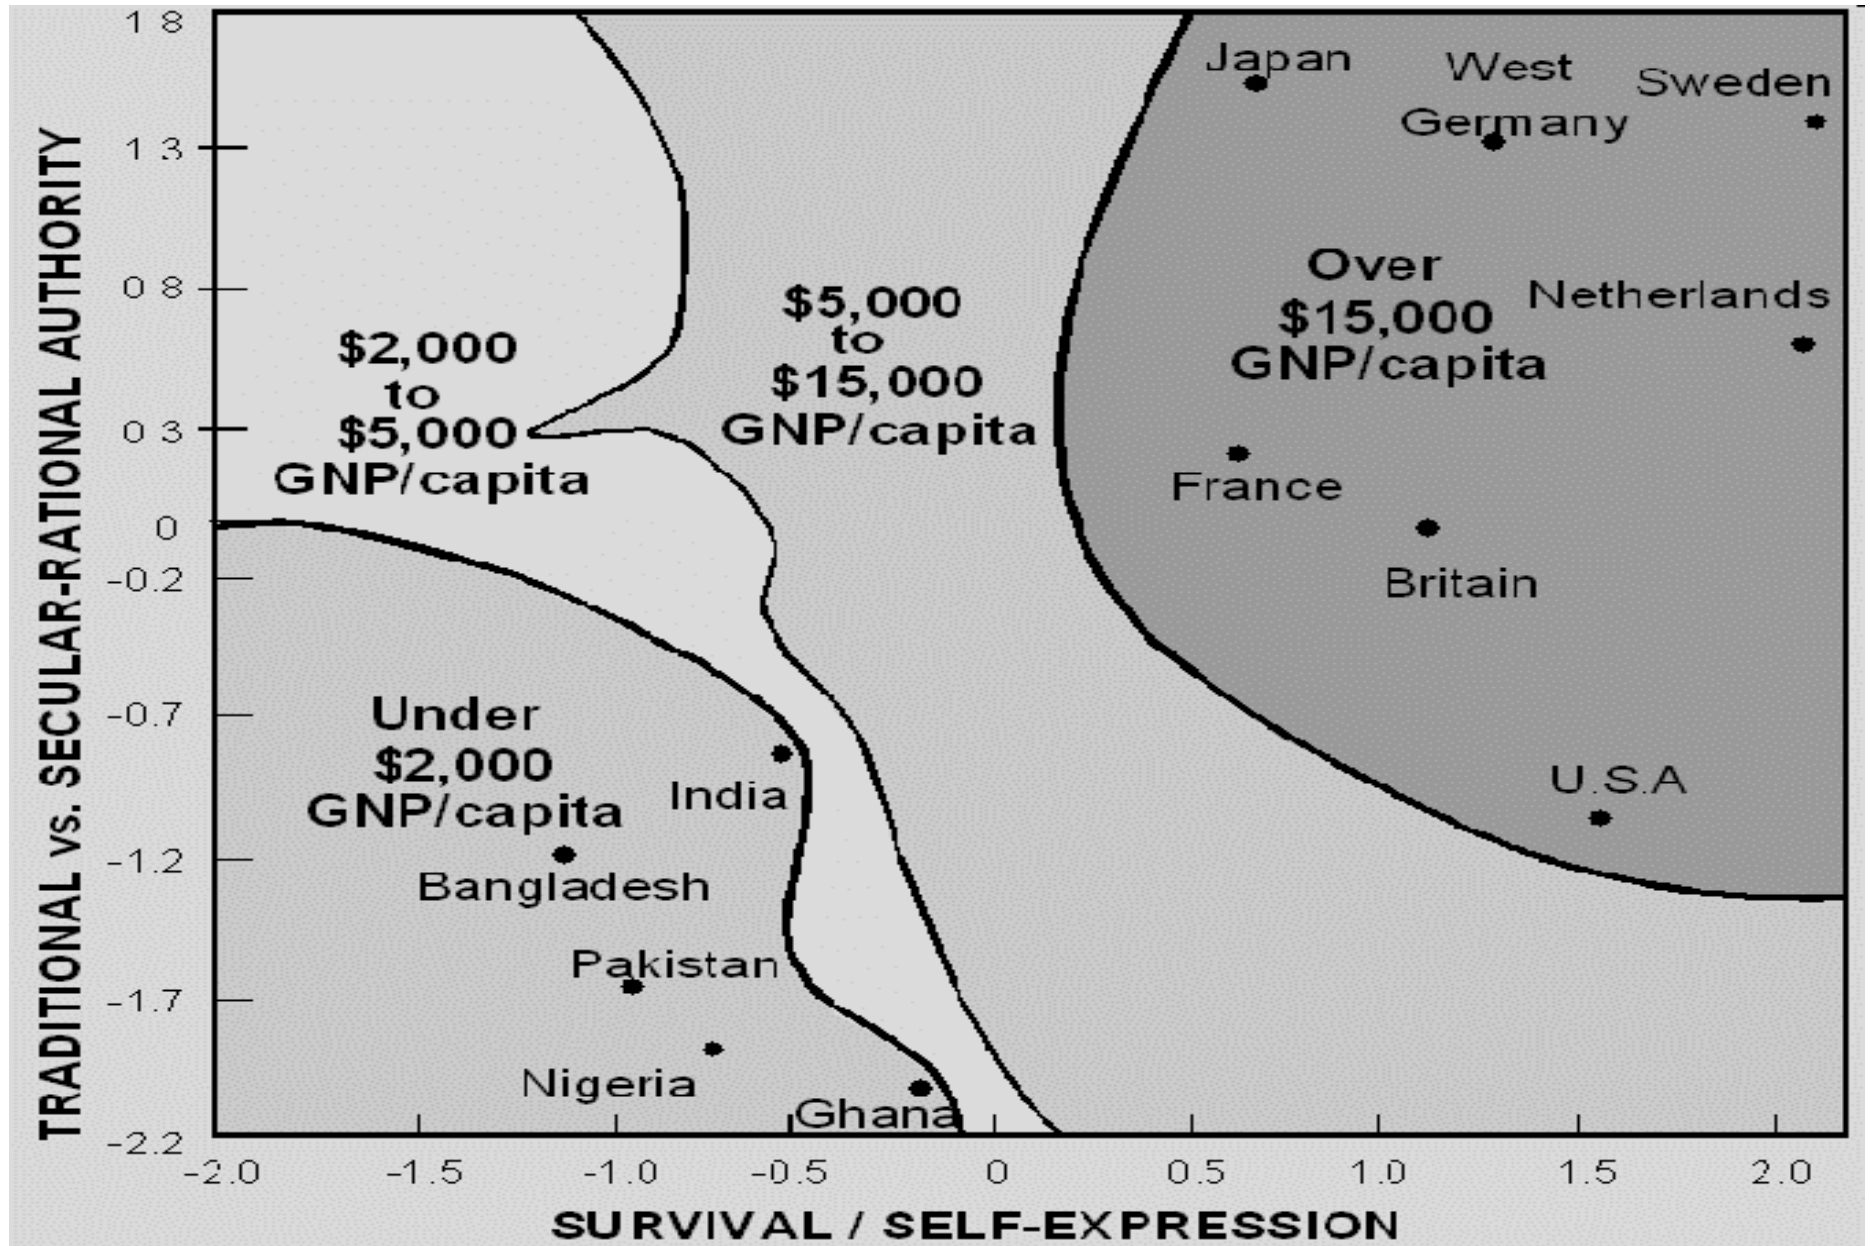 TRADITIONAL vs. SECULAR-RATIONAL AUTHORITY
1 8
1 3
0 8
0 3
0
-0.2
-0.7
-1.2
-1.7
-2.2
Japan
West
Germany
Sweden
Over
$15,000
GNP/capita
Netherlands
$5,000
to
$15,000
GNP/capita
$2,000
to
$5,000
GNP/capita
France
Britain
U.S.A
Under
$2,000
GNP/capita
India
Bangladesh
Pakistan
Nigeria
Ghana
-2.0 -1.5 -1.0 -0.5 0 0.5 1.0 1.5 2.0
SURVIVAL / SELF-EXPRESSION